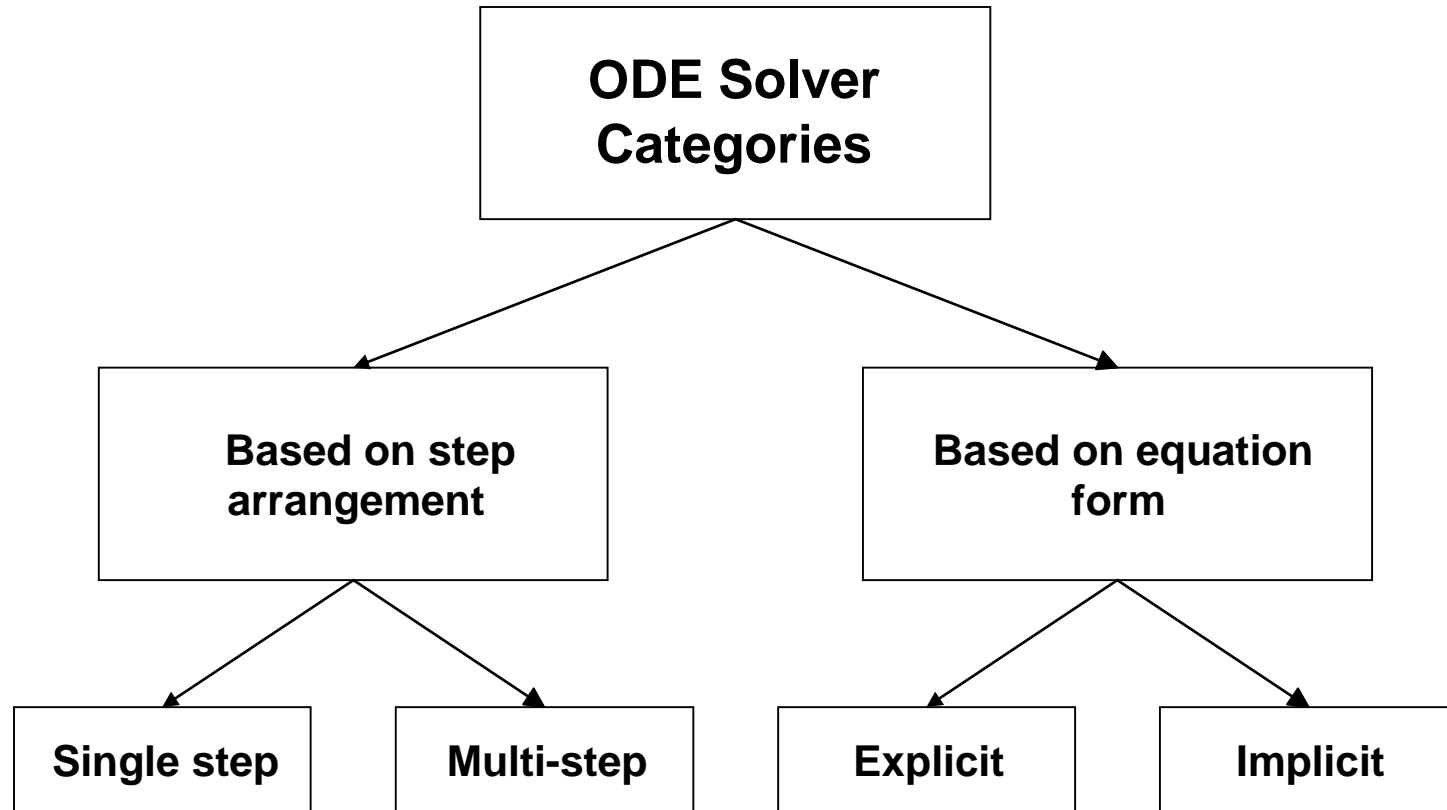 ODE Solver
Categories
Based on step
arrangement
Based on equation
form
Single step
Multi-step
Explicit
Implicit